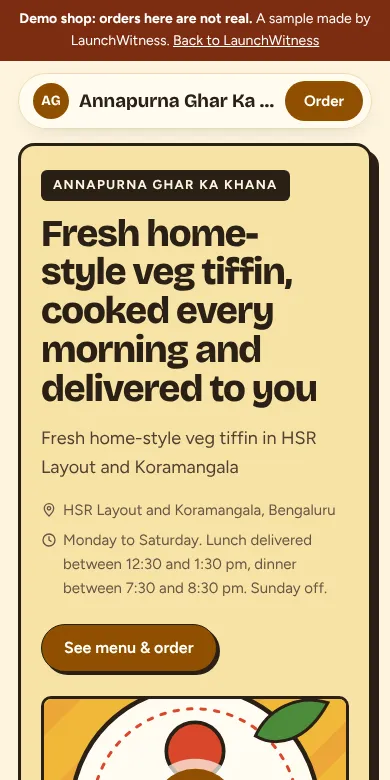 Demo shop: orders here are not real. A sample made by
LaunchWitness. Back to LaunchWitness
AG
Annapurna Ghar Ka ...
Order
ANNAPURNA GHAR KA KHANA
Fresh home-
style veg tiffin,
cooked every
morning and
delivered to you
Fresh home-style veg tiffin in HSR
Layout and Koramangala
HSR Layout and Koramangala, Bengaluru
Monday to Saturday. Lunch delivered
between 12:30 and 1:30 pm, dinner
between 7:30 and 8:30 pm. Sunday off.
See menu & order